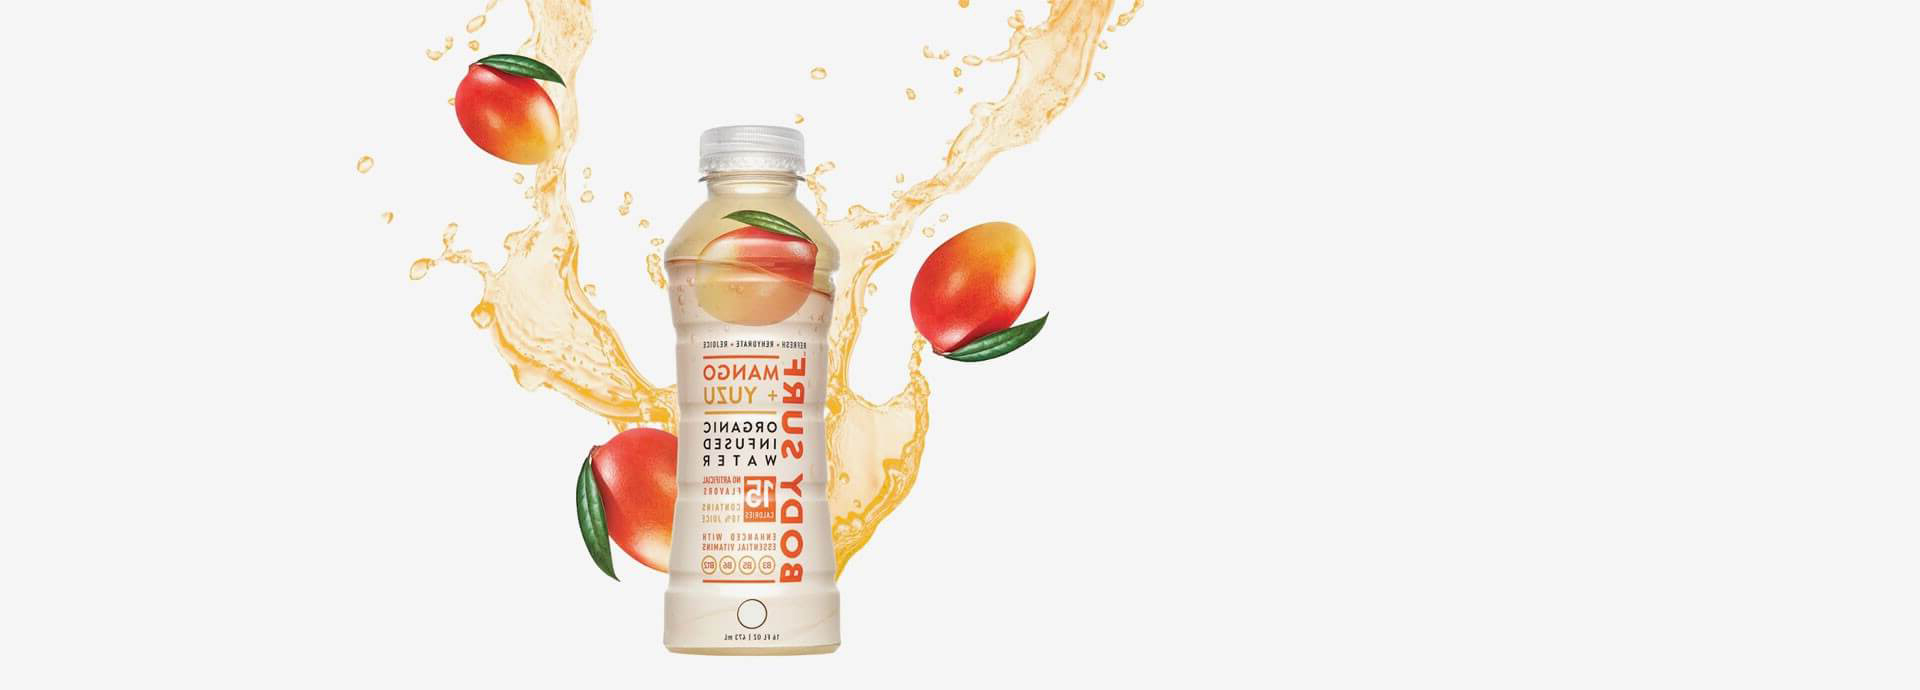 REFRESH + REHYDRATE + REJOICE
BODY SURF
MANGO
+ YUZU
ORGANIC
INFUSED
WATER
15
CALORIES
NO ARTIFICIAL
FLAVORS
CONTAINS
10% JUICE
ENHANCED WITH
ESSENTIAL VITAMINS
B3 B5 B6 B12
16 FL OZ | 473 mL